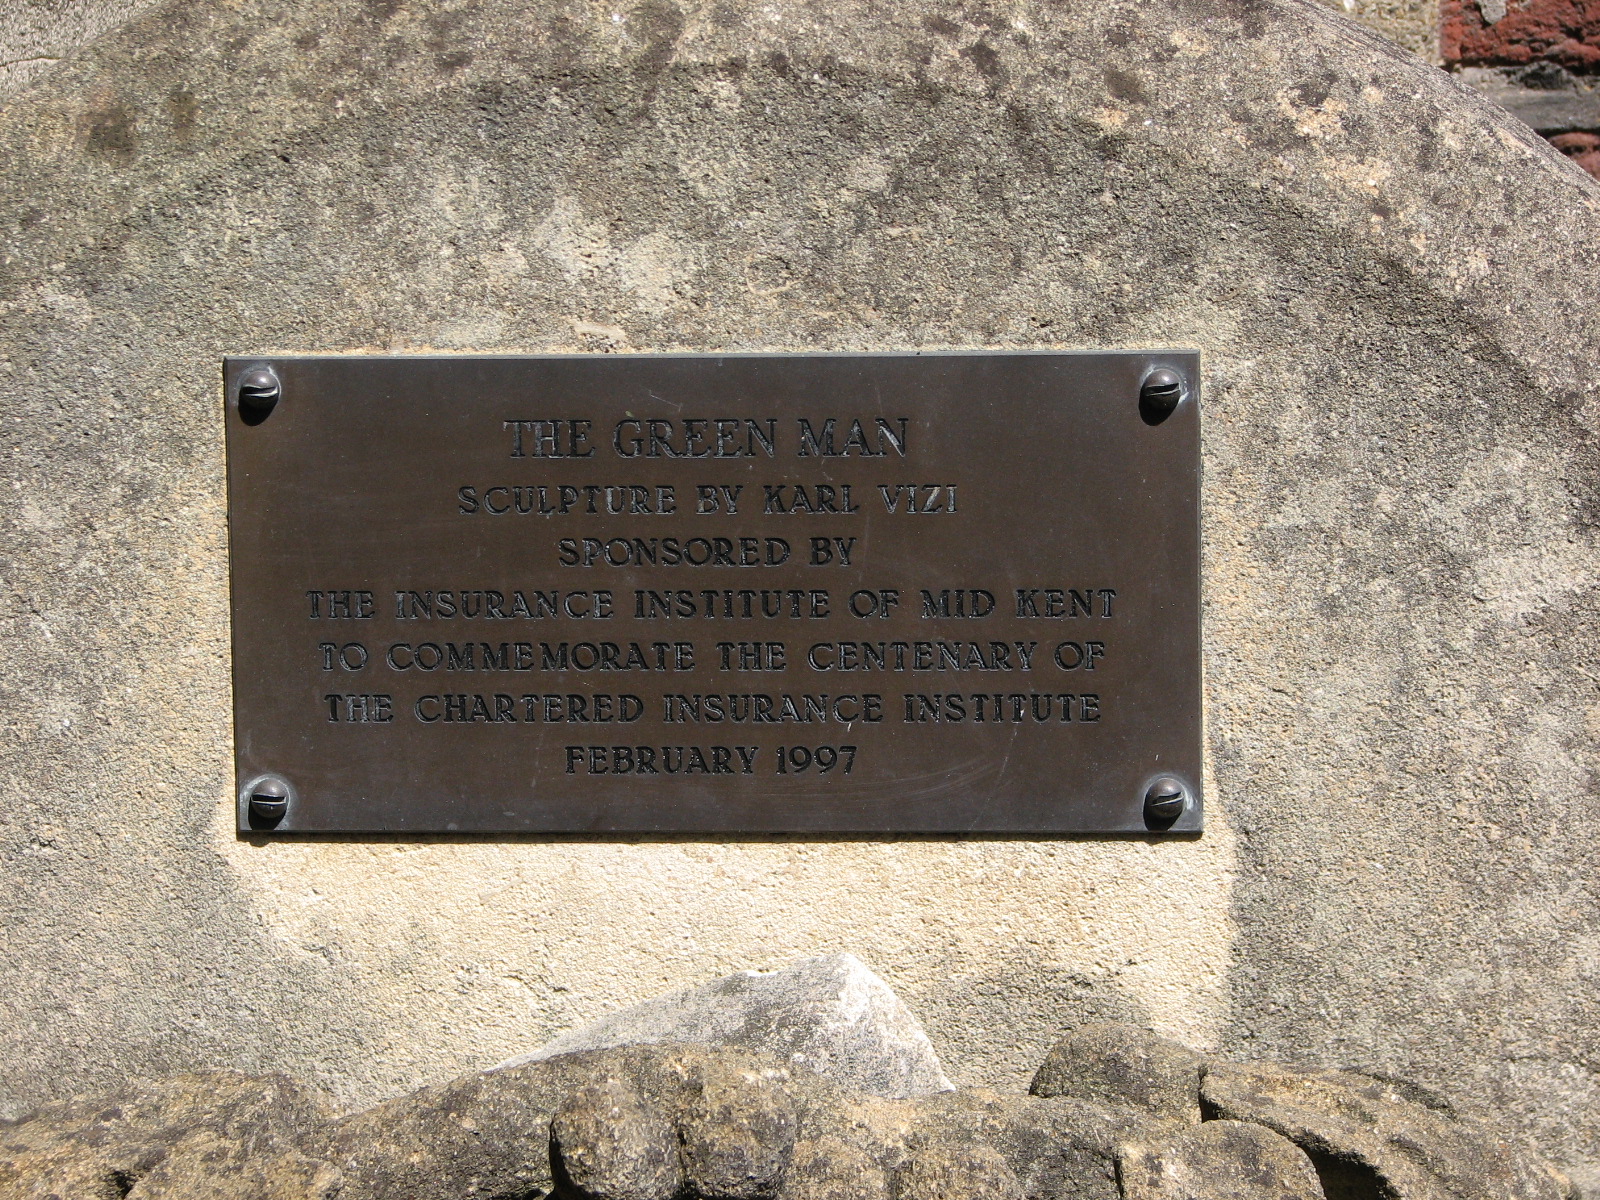 THE GREEN MAN
SCULPTURE BY KARL VIZI
SPONSORED BY
THE INSURANCE INSTITUTE OF MID KENT
TO COMMEMORATE THE CENTENARY OF
THE CHARTERED INSURANCE INSTITUTE
FEBRUARY 1997